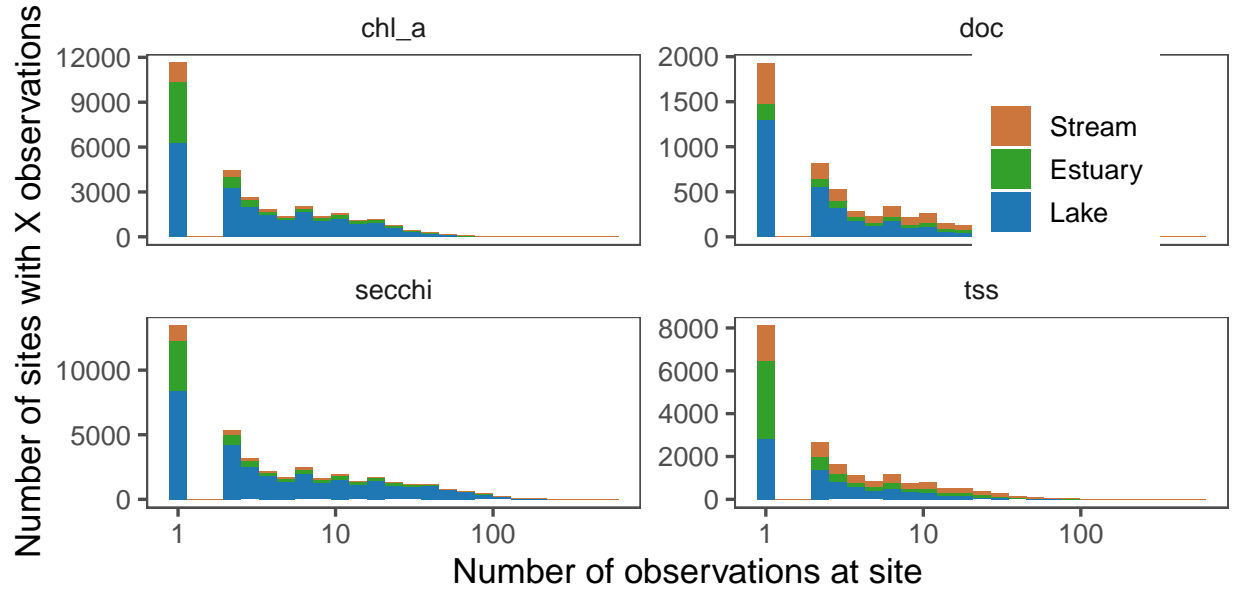 Number of sites with X observations
chl_a
12000
9000
6000
3000
0
doc
2000
1500
1000
500
0
Stream
Estuary
Lake
secchi
10000
5000
0
1
10
100
tss
8000
6000
4000
2000
0
1
10
100
Number of observations at site